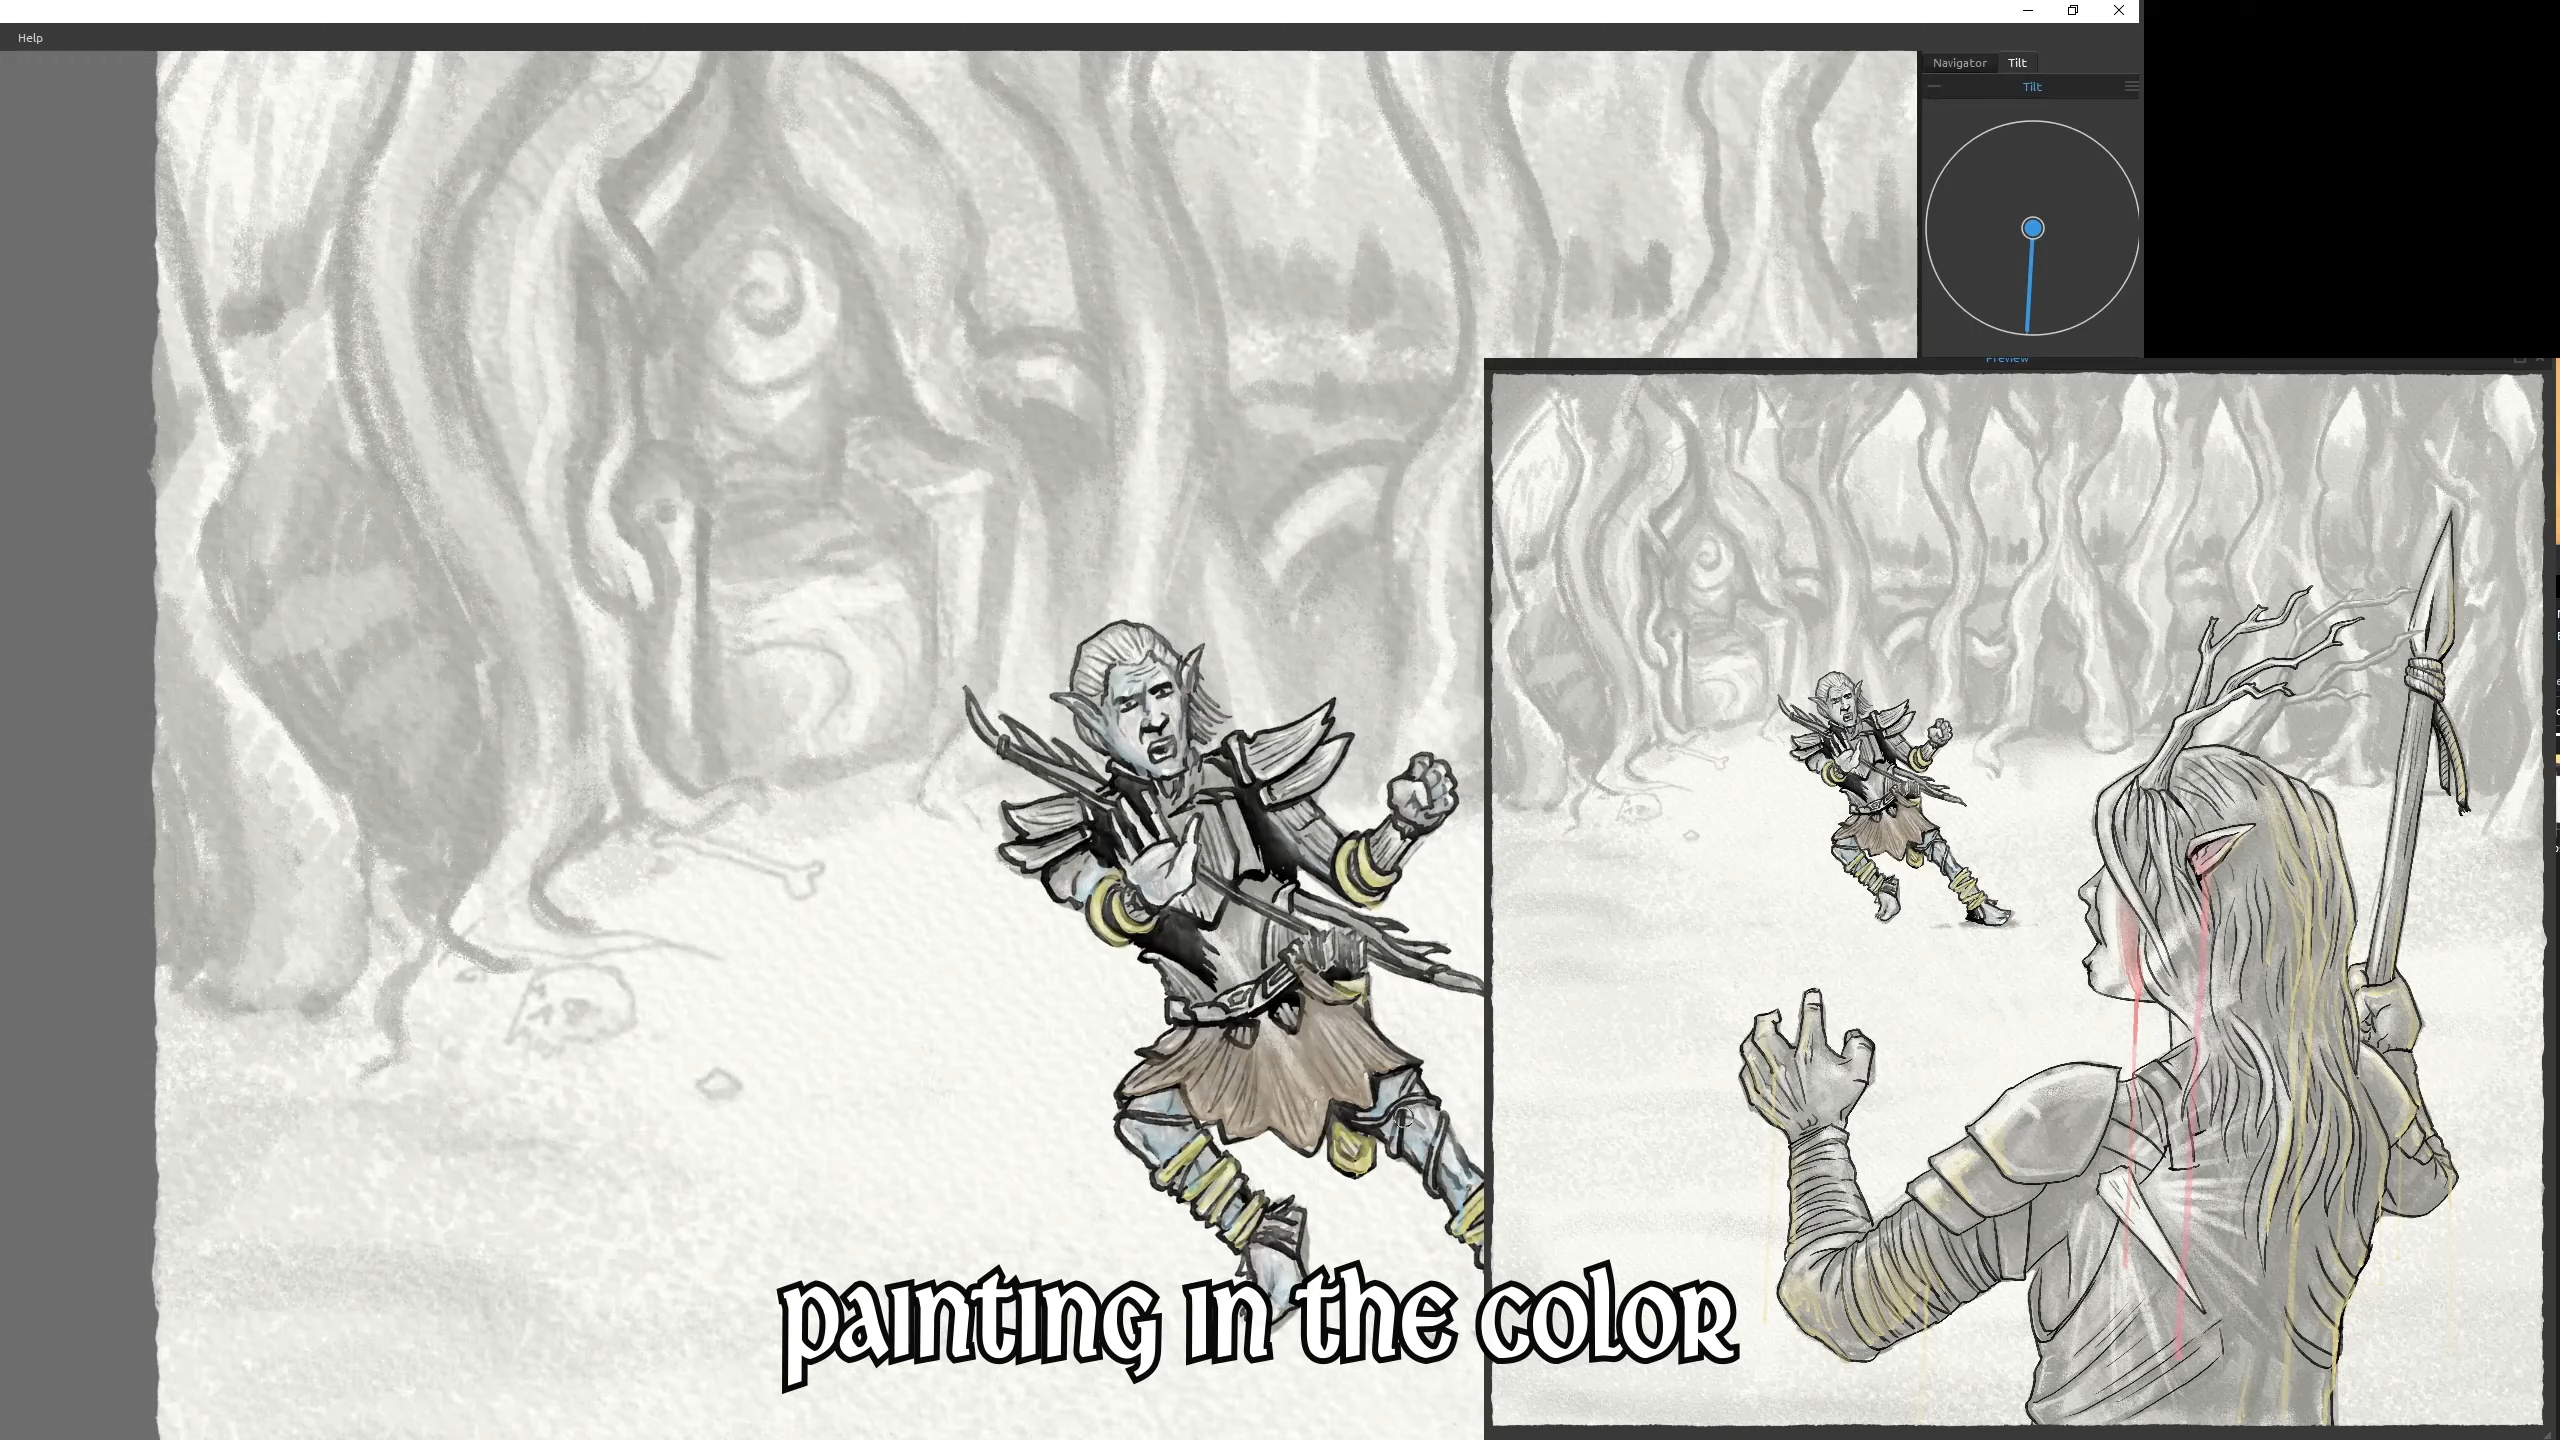 Help
Navigator
Tilt
Tilt
Preview
painting in the color